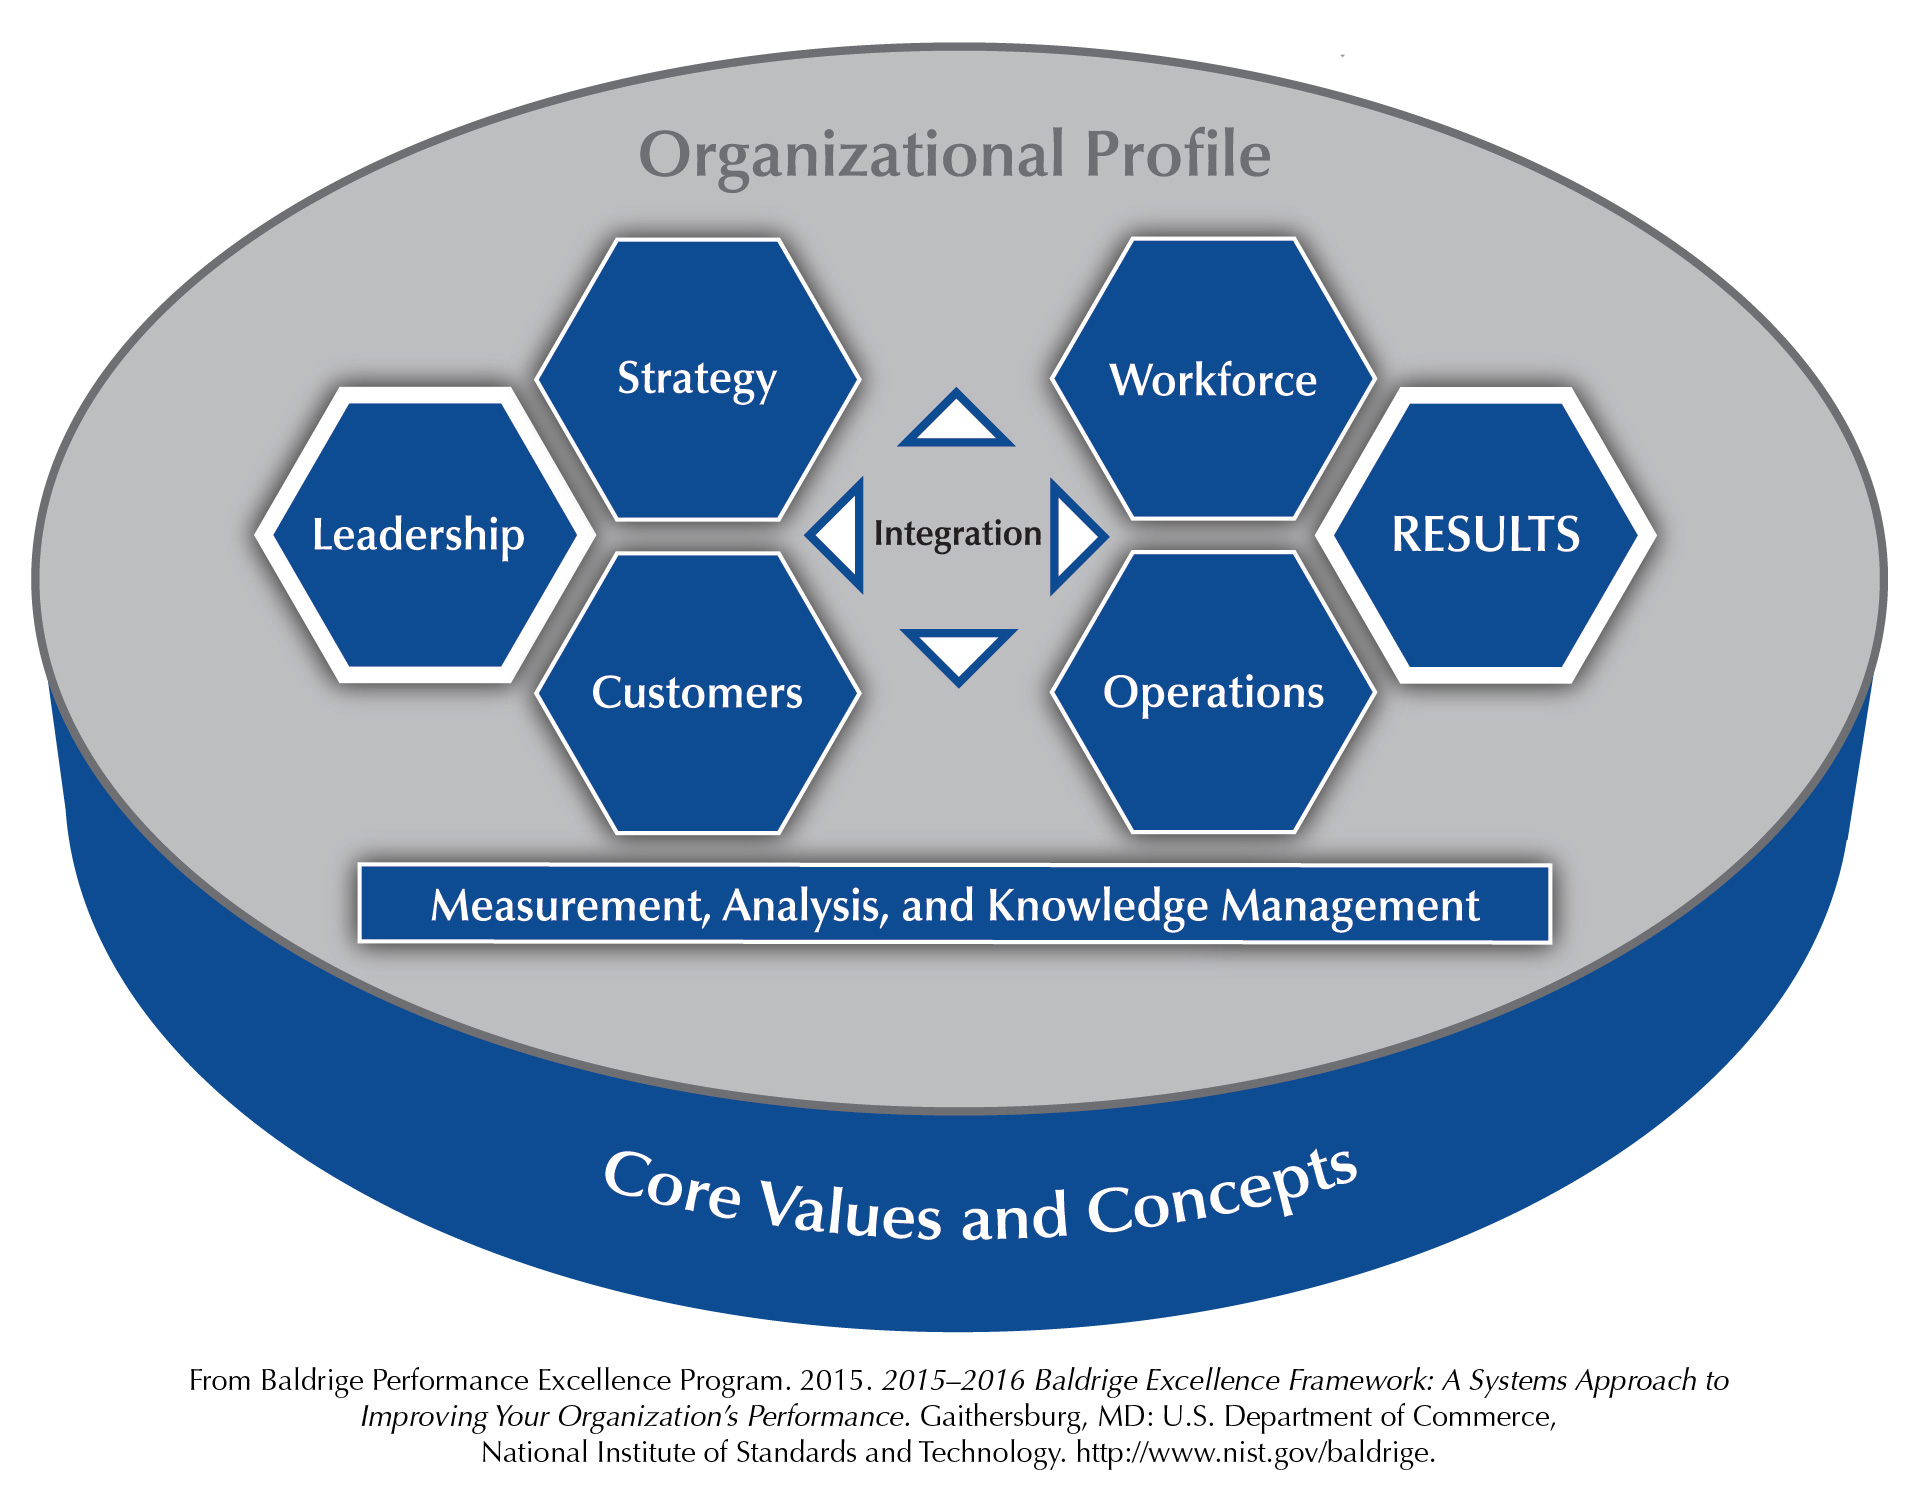 Organizational Profile
Strategy
Workforce
Leadership
Integration
RESULTS
Customers
Operations
Measurement, Analysis, and Knowledge Management
Core Values and Concepts
From Baldrige Performance Excellence Program. 2015. 2015–2016 Baldrige Excellence Framework: A Systems Approach to
Improving Your Organization’s Performance. Gaithersburg, MD: U.S. Department of Commerce,
National Institute of Standards and Technology. http://www.nist.gov/baldrige.